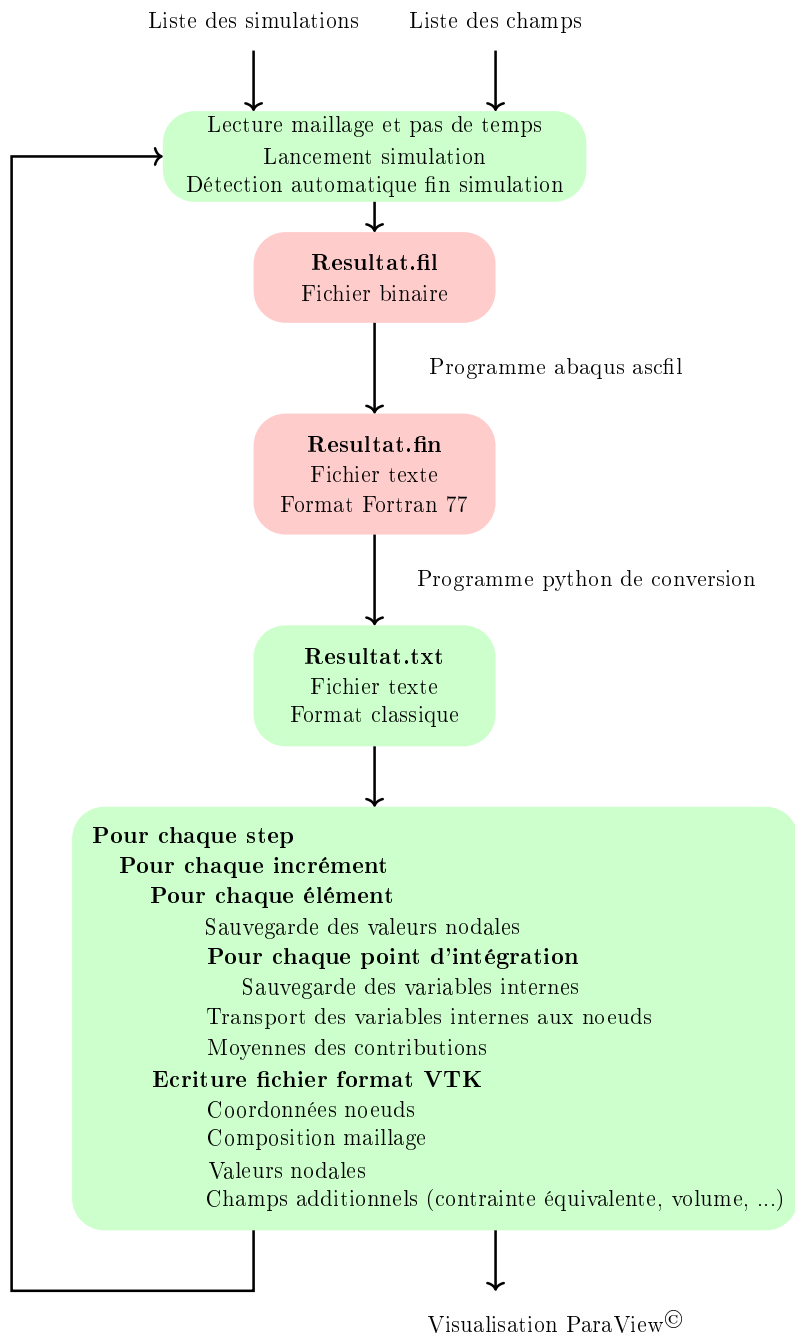 Liste des simulations
Liste des champs
Lecture maillage et pas de temps
Lancement simulation
Détection automatique fin simulation
Resultat.fil
Fichier binaire
Programme abaqus ascfil
Resultat.fin
Fichier texte
Format Fortran 77
Programme python de conversion
Resultat.txt
Fichier texte
Format classique
Pour chaque step
Pour chaque incrément
Pour chaque élément
Sauvegarde des valeurs nodales
Pour chaque point d'intégration
Sauvegarde des variables internes
Transport des variables internes aux noeuds
Moyennes des contributions
Ecriture fichier format VTK
Coordonnées noeuds
Composition maillage
Valeurs nodales
Champs additionnels (contrainte équivalente, volume, ...)
Visualisation ParaView©